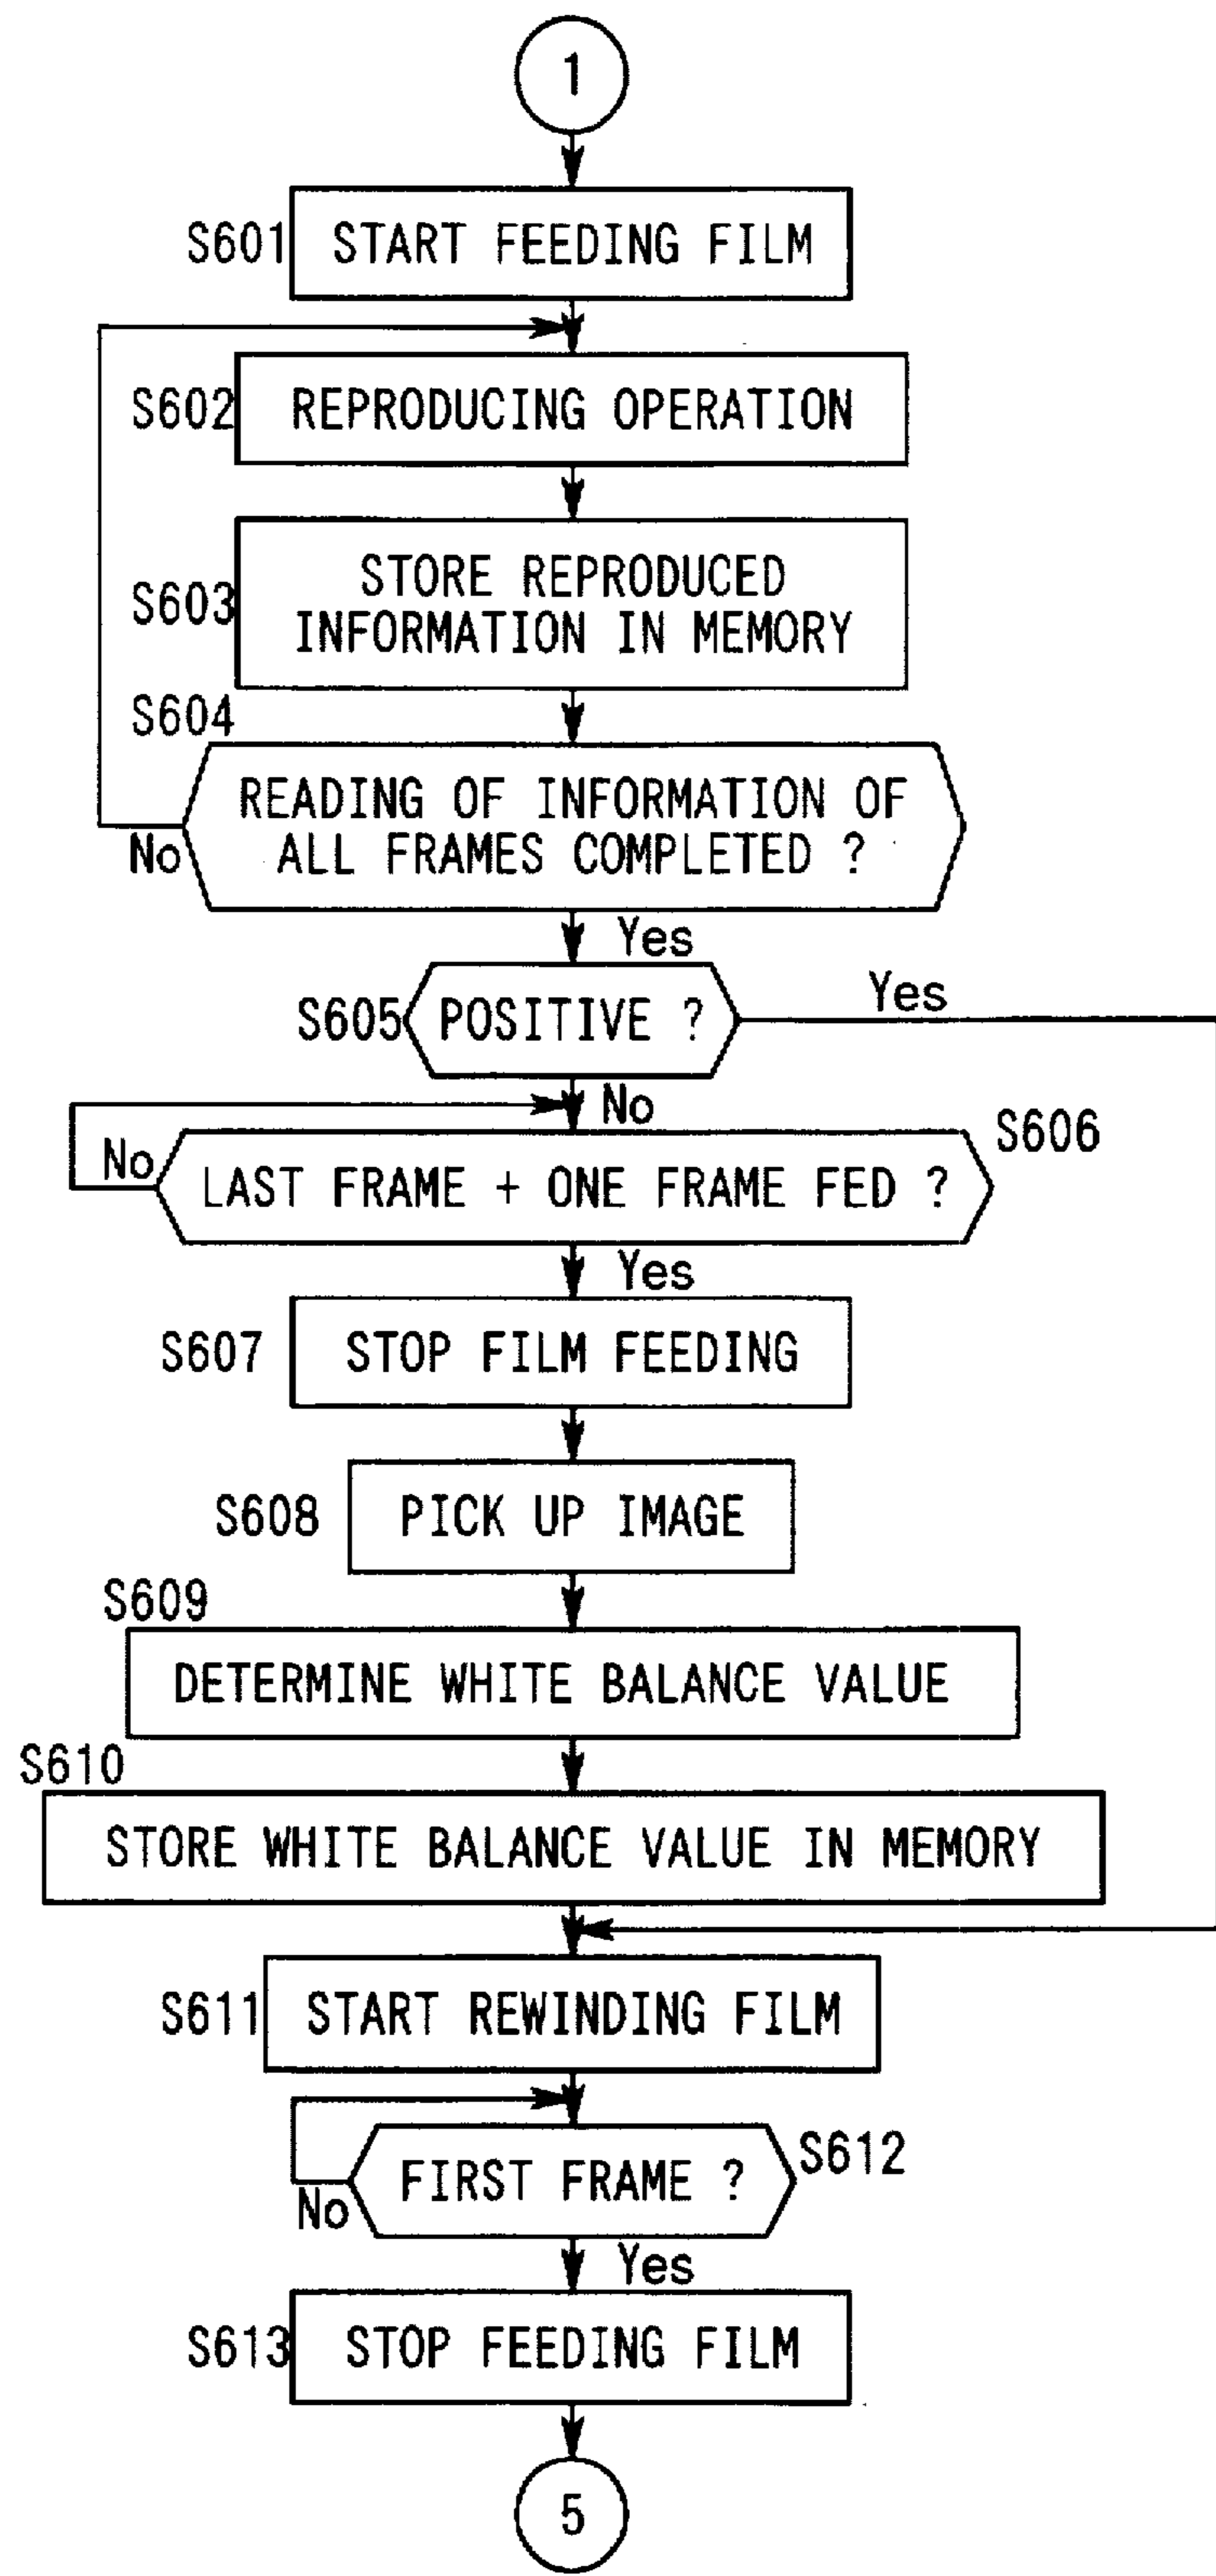 1
S601 START FEEDING FILM
S602 REPRODUCING OPERATION
STORE REPRODUCED
S603
INFORMATION IN MEMORY
S604
READING OF INFORMATION OF
No ALL FRAMES COMPLETED ?
Yes
S605 POSITIVE ? Yes
No
S606
No LAST FRAME + ONE FRAME FED ?
Yes
S607 STOP FILM FEEDING
S608 PICK UP IMAGE
S609
DETERMINE WHITE BALANCE VALUE
S610
STORE WHITE BALANCE VALUE IN MEMORY
S611 START REWINDING FILM
S612
FIRST FRAME ?
No
Yes
S613 STOP FEEDING FILM
5